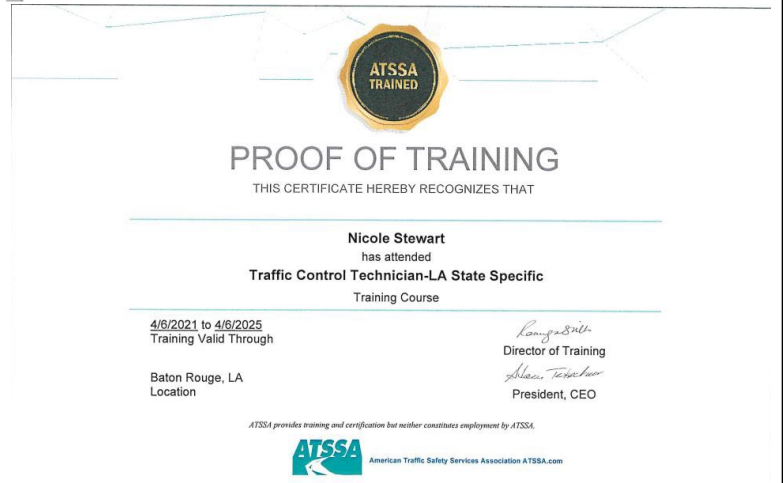 ATSSA
TRAINED
PROOF OF TRAINING
THIS CERTIFICATE HEREBY RECOGNIZES THAT
Nicole Stewart
has attended
Traffic Control Technician-LA State Specific
Training Course
4/6/2021 to 4/6/2025
Training Valid Through
Director of Training
Baton Rouge, LA
Location
President, CEO
ATSSA provides training and certification but neither constitutes employment by ATSSA.
ATSSA
American Traffic Safety Services Association ATSSA.com